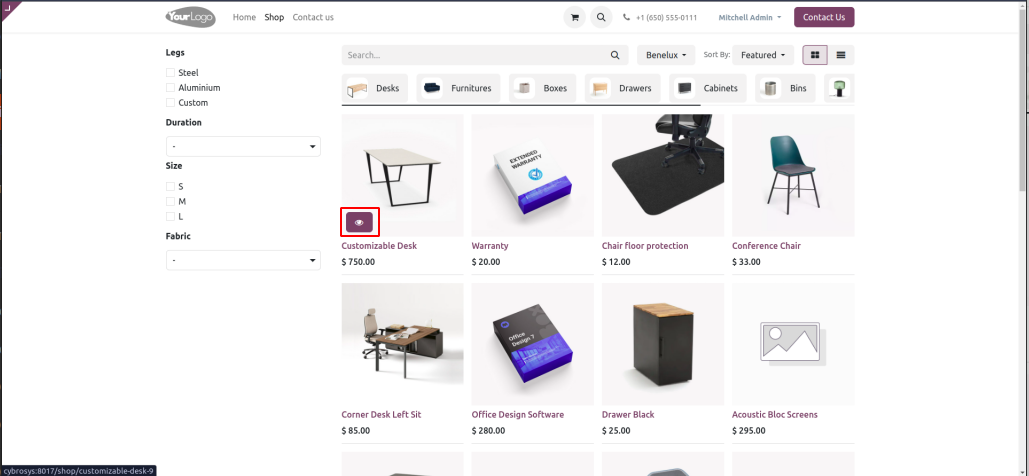 YourLogo
Home Shop Contact us
+1 (650) 555-0111
Mitchell Admin
Contact Us
Legs
Steel
Aluminium
Custom
Duration
-
Size
S
M
L
Fabric
-
Search...
Benelux
Sort By: Featured
Desks
Furnitures
Boxes
Drawers
Cabinets
Bins
EXTENDED
WARRANTY
Customizable Desk
$ 750.00
Warranty
$ 20.00
Chair floor protection
$ 12.00
Conference Chair
$ 33.00
Office
Design 7
Corner Desk Left Sit
$ 85.00
Office Design Software
$ 280.00
Drawer Black
$ 25.00
Acoustic Bloc Screens
$ 295.00
cybrosys:8017/shop/customizable-desk-9